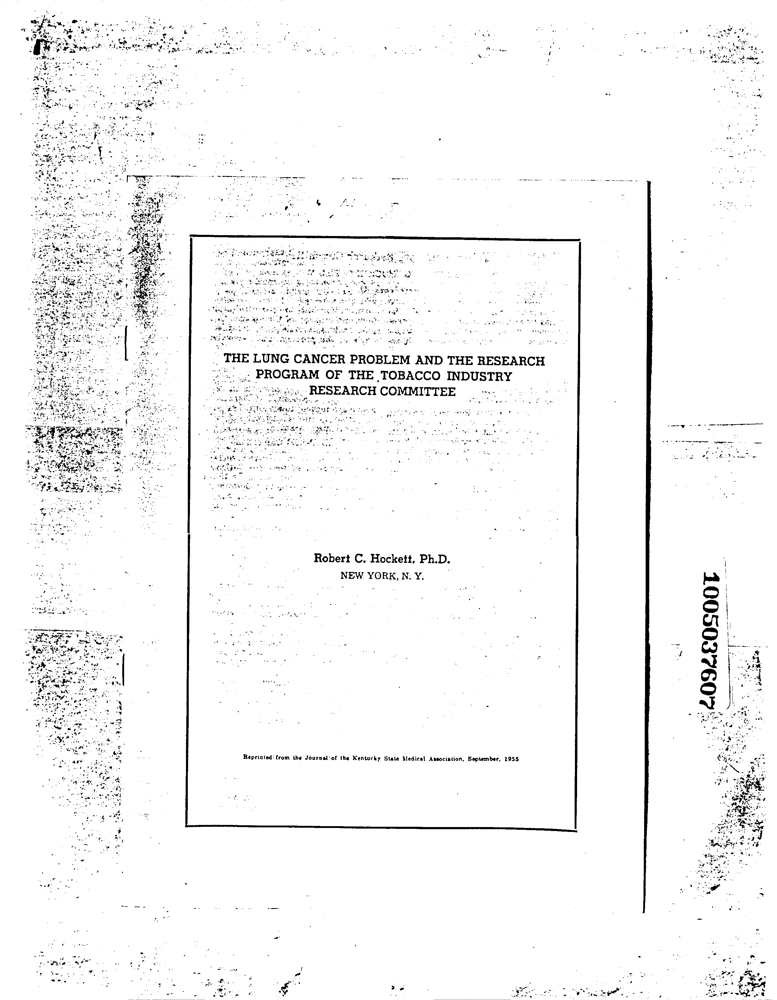 THE LUNG CANCER PROBLEM AND THE RESEARCH
PROGRAM OF THE TOBACCO INDUSTRY
RESEARCH COMMITTEE
Robert C. Hockett, Ph.D.
NEW YORK, N. Y.
Reprinted from the Journal of the Kentucky State Medical Association, September, 1955
1005037607